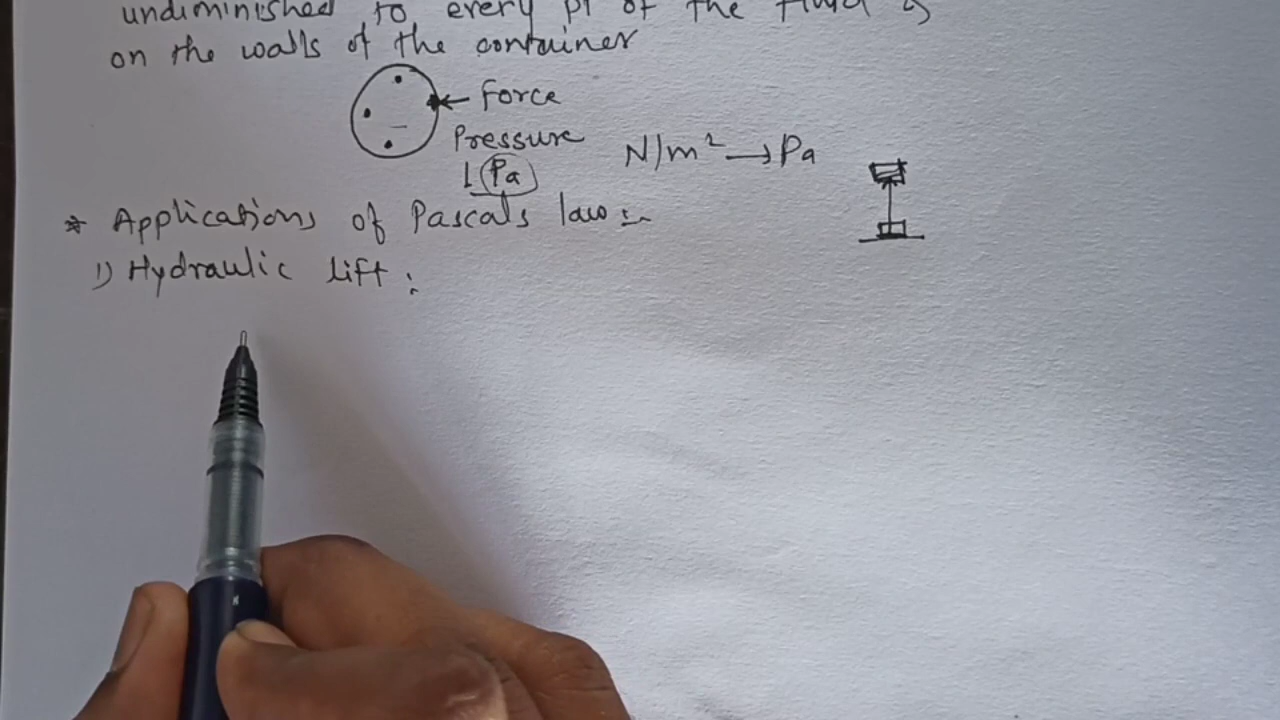 undiminished to every pt of the fluid &
on the walls of the container
Force
Pressure
1 Pa
N/m² → Pa
* Applications of Pascals law :-
1) Hydraulic lift :